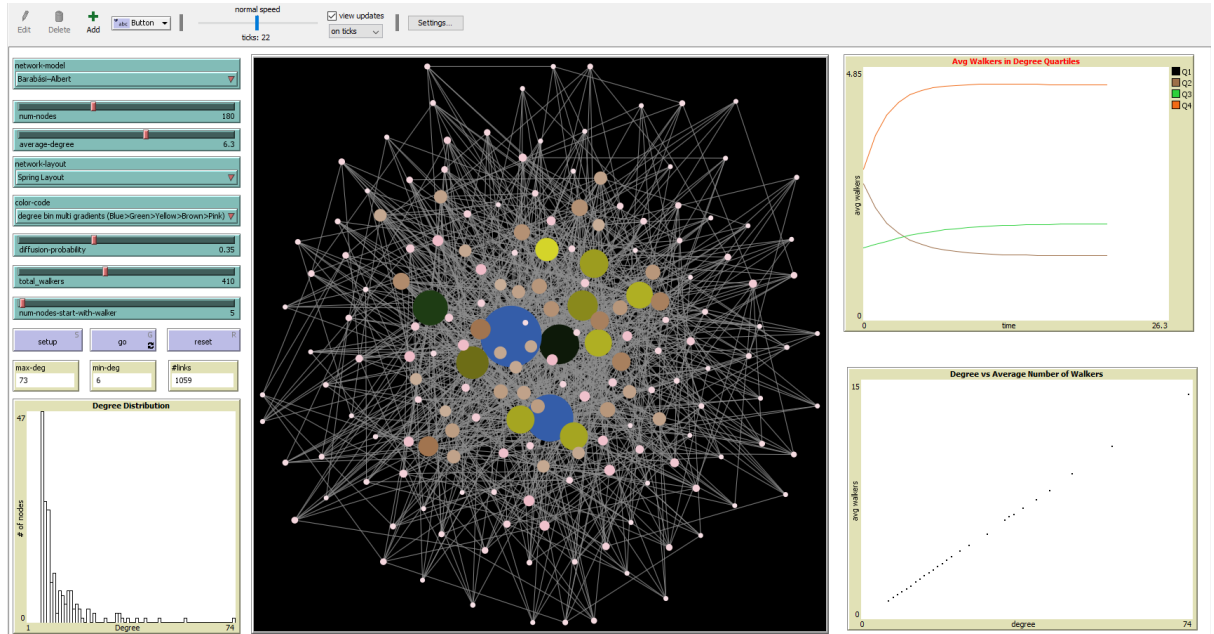 Edit
Delete
Add
abc Button
normal speed
ticks: 22
view updates
on ticks
Settings...
network-model
Barabási–Albert
num-nodes 180
average-degree 6.3
network-layout
Spring Layout
color-code
degree bin multi gradients (Blue>Green>Yellow>Brown>Pink)
diffusion-probability 0.35
total_walkers 410
num-nodes-start-with-walker 5
setup S
go G
reset R
max-deg
73
min-deg
6
#links
1059
Degree Distribution
47
# of nodes
0
1 Degree 74
Avg Walkers in Degree Quartiles
4.85
avg walkers
0
0 time 26.3
Q1
Q2
Q3
Q4
Degree vs Average Number of Walkers
15
avg walkers
0
0 degree 74